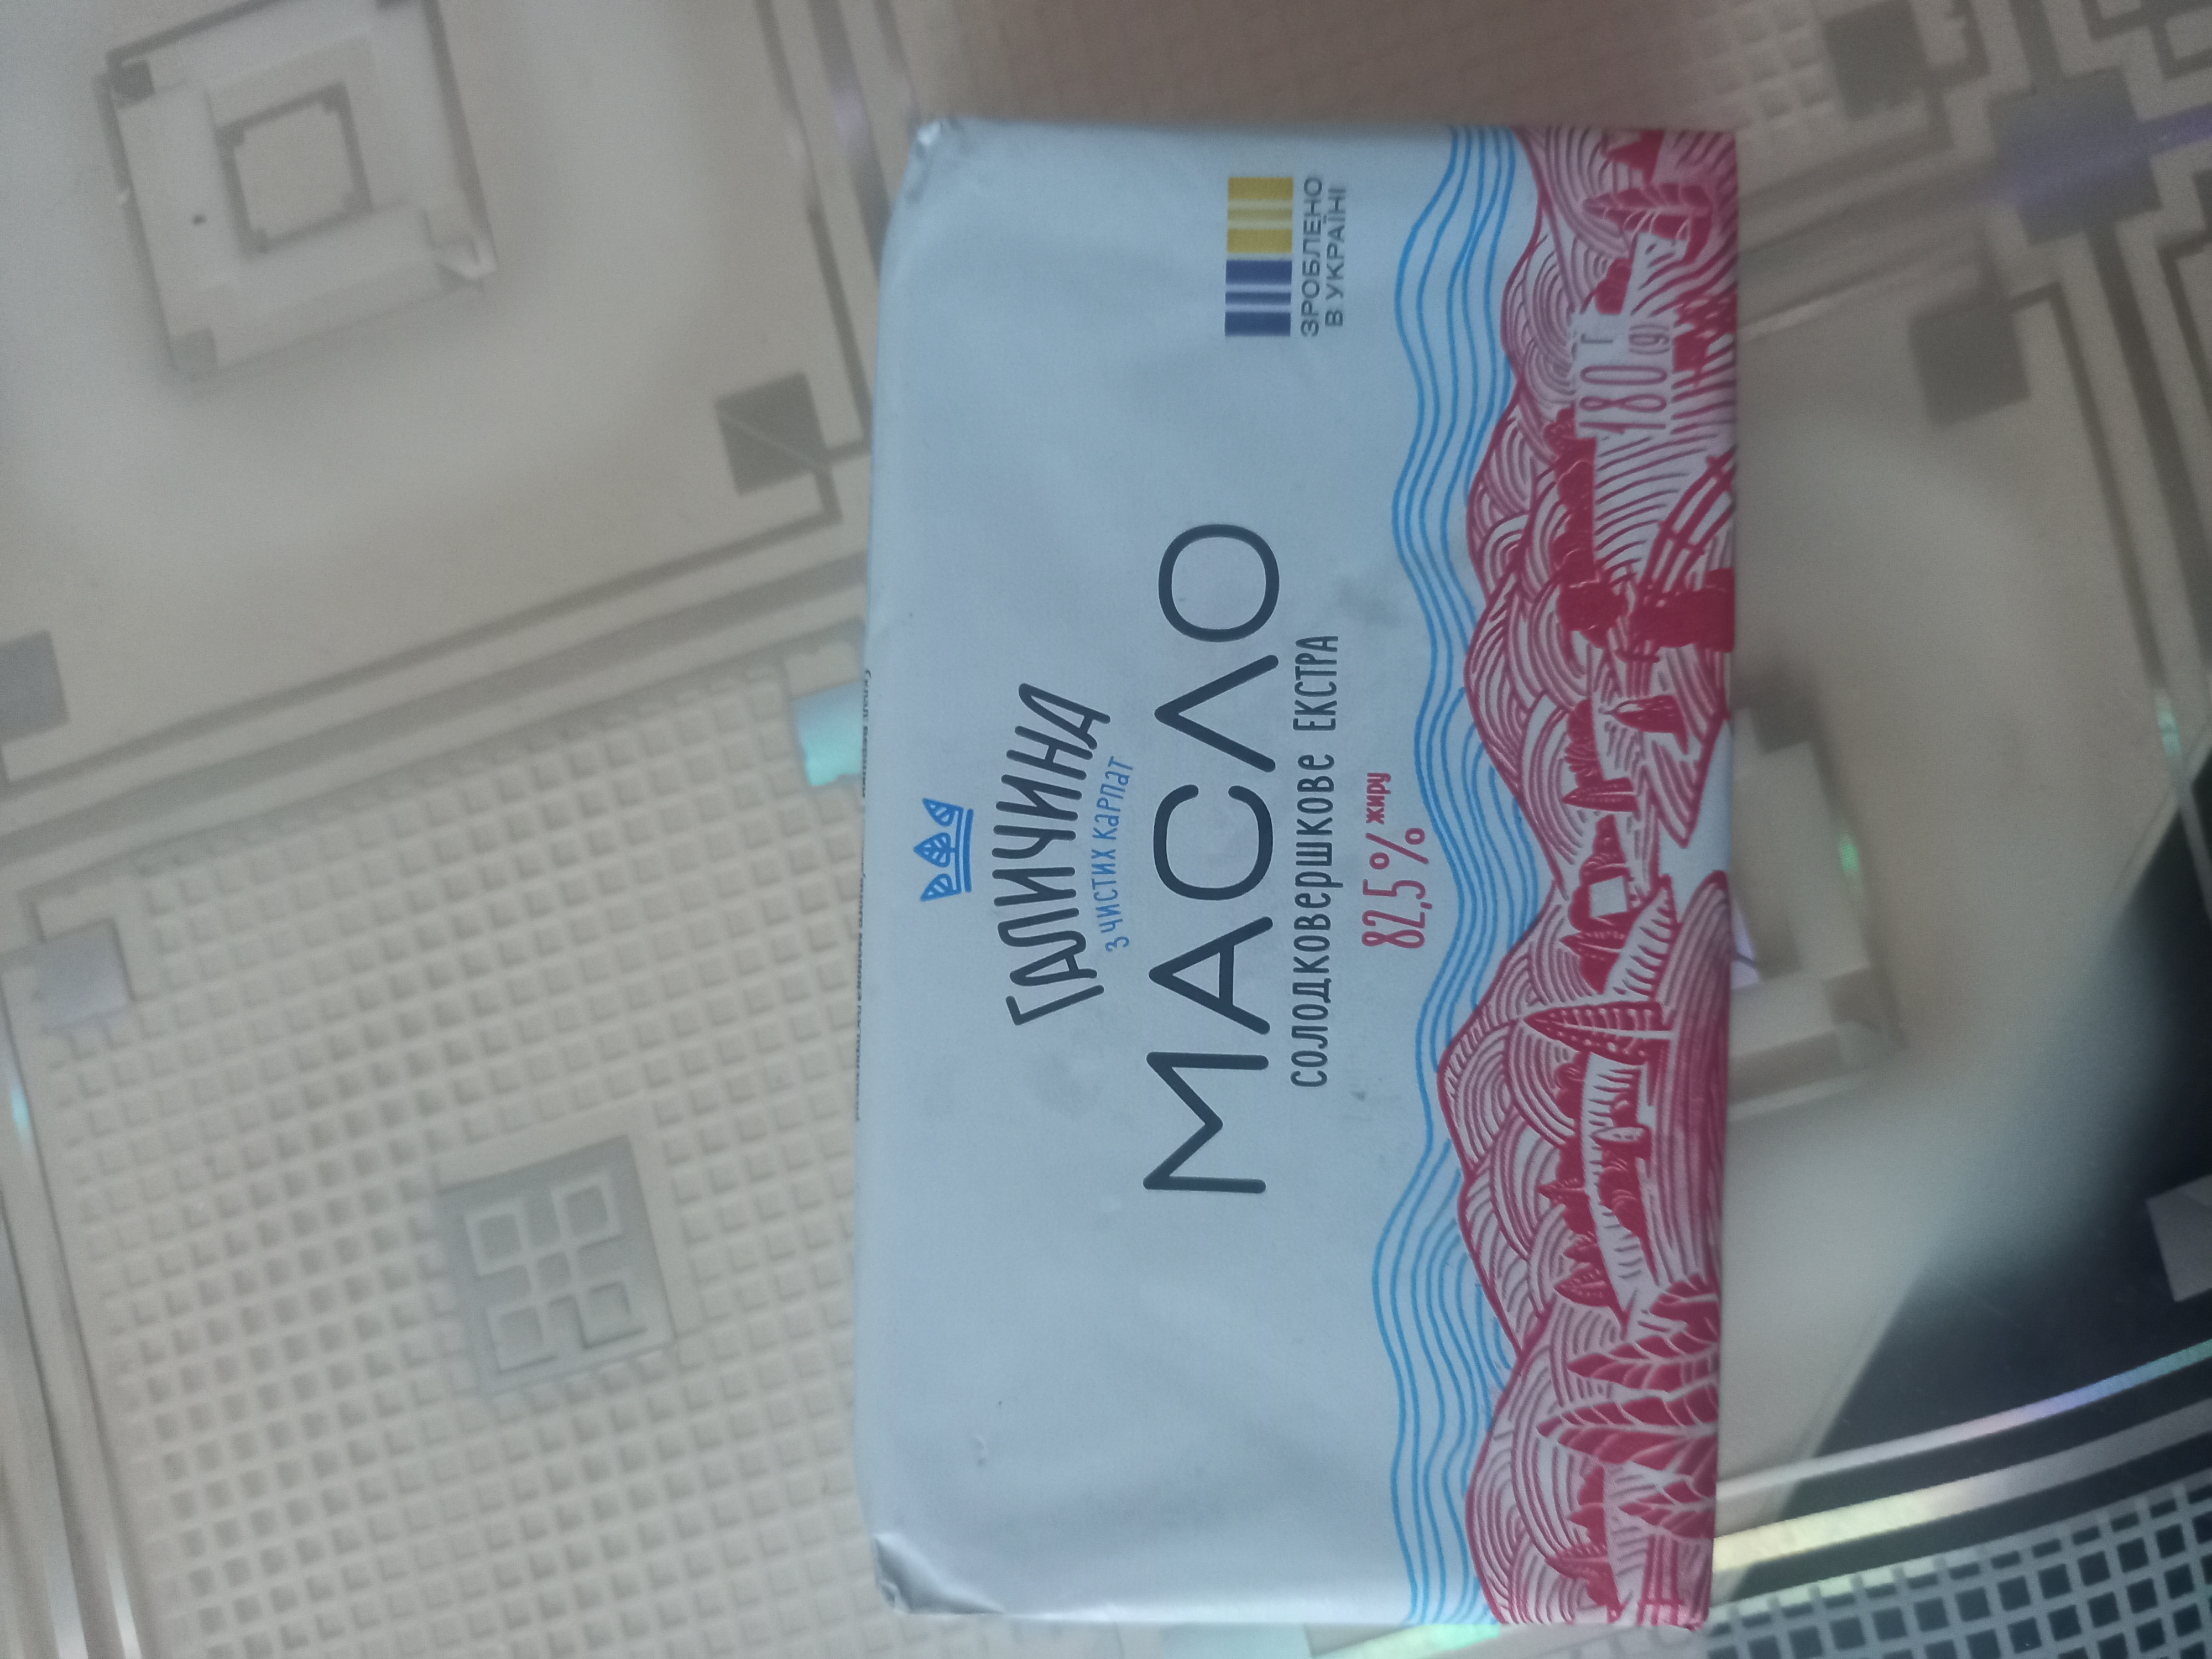 ГАЛИЧИНА
З ЧИСТИХ КАРПАТ
МАСЛО
СОЛОДКОВЕРШКОВЕ ЕКСТРА
82,5% жиру
ЗРОБЛЕНО
В УКРАЇНІ
180 г
(g)